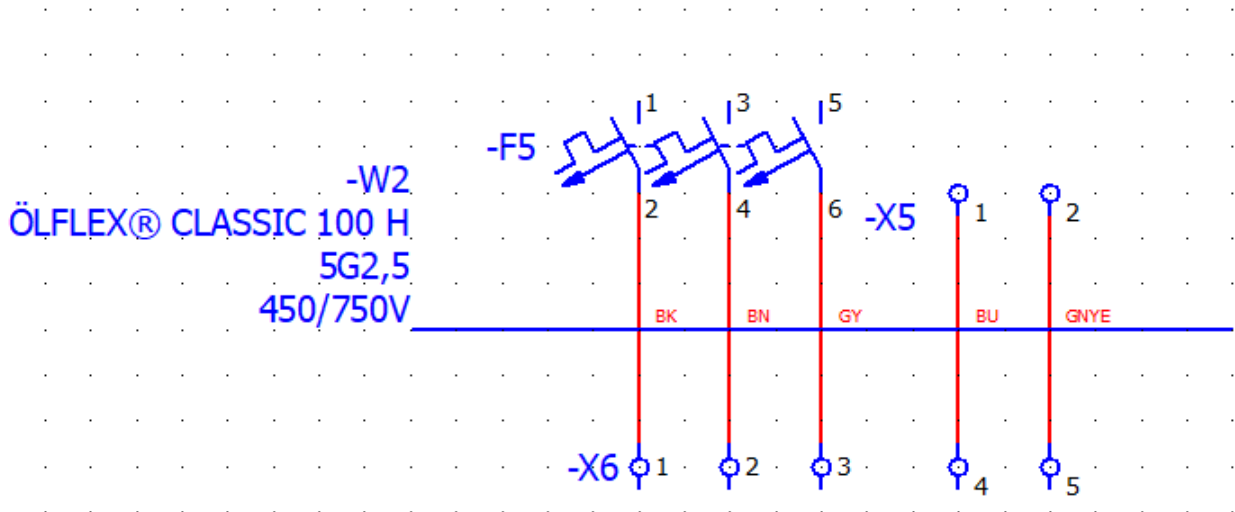 1 3 5
-F5
-W2
ÖLFLEX® CLASSIC 100 H
5G2,5
450/750V
2 4 6
-X5 1 2
BK BN GY BU GNYE
-X6 1 2 3 4 5